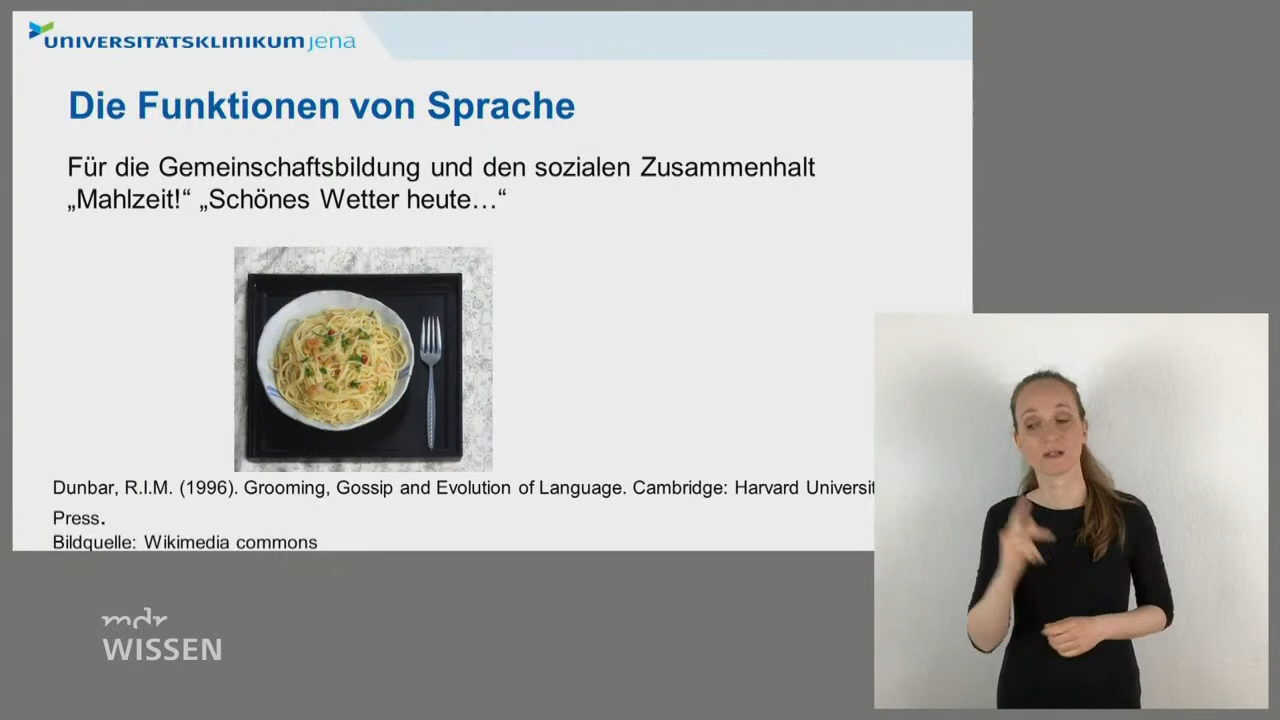 UNIVERSITÄTSKLINIKUM jena
Die Funktionen von Sprache
Für die Gemeinschaftsbildung und den sozialen Zusammenhalt
„Mahlzeit!“ „Schönes Wetter heute…“
Dunbar, R.I.M. (1996). Grooming, Gossip and Evolution of Language. Cambridge: Harvard Universit
Press.
Bildquelle: Wikimedia commons
mdr
WISSEN